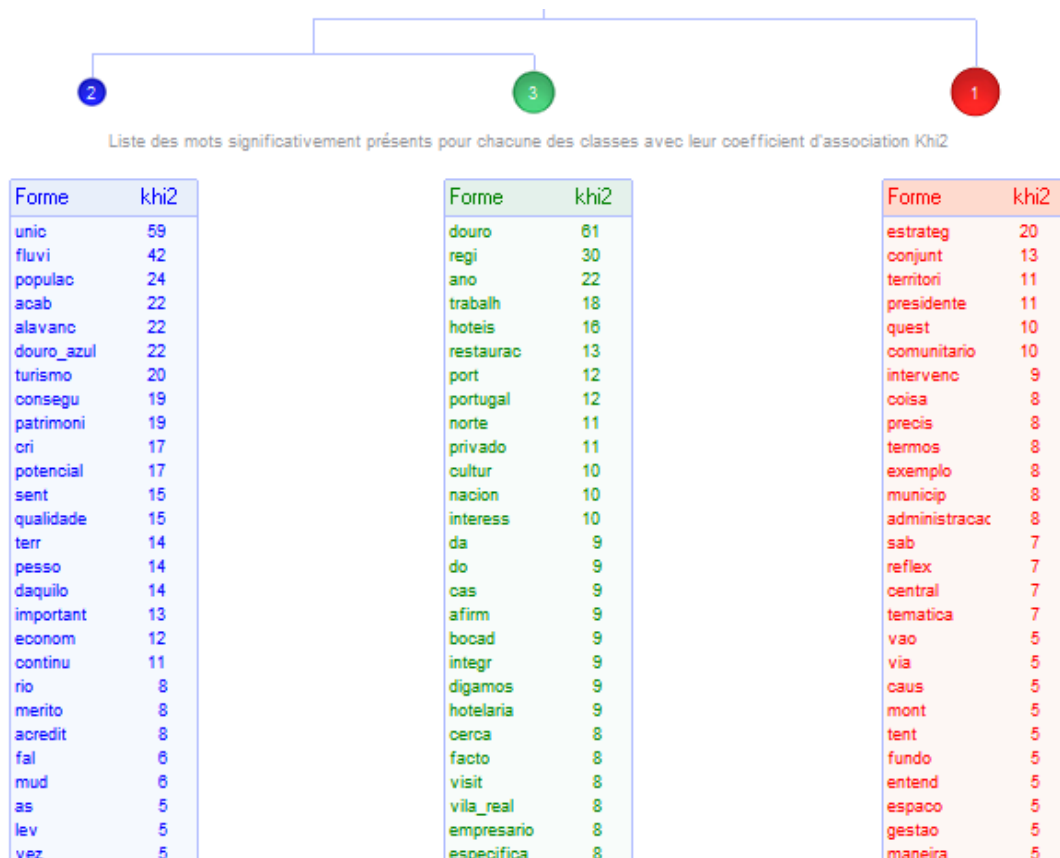 2
3
1
Liste des mots significativement présents pour chacune des classes avec leur coefficient d'association Khi2
Forme khi2
unic 59
fluvi 42
populac 24
acab 22
alavanc 22
douro_azul 22
turismo 20
consegu 19
patrimoni 19
cri 17
potencial 17
sent 15
qualidade 15
terr 14
pesso 14
daquilo 14
important 13
econom 12
continu 11
rio 8
merito 8
acredit 8
fal 6
mud 6
as 5
lev 5
vez 5
Forme khi2
douro 61
regi 30
ano 22
trabalh 18
hoteis 16
restaurac 13
port 12
portugal 12
norte 11
privado 11
cultur 10
nacion 10
interess 10
da 9
do 9
cas 9
afirm 9
bocad 9
integr 9
digamos 9
hotelaria 9
cerca 8
facto 8
visit 8
vila_real 8
empresario 8
especifica 8
Forme khi2
estrateg 20
conjunt 13
territori 11
presidente 11
quest 10
comunitario 10
intervenc 9
coisa 8
precis 8
termos 8
exemplo 8
municip 8
administracac 8
sab 7
reflex 7
central 7
tematica 7
vao 5
via 5
caus 5
mont 5
tent 5
fundo 5
entend 5
espaco 5
gestao 5
maneira 5